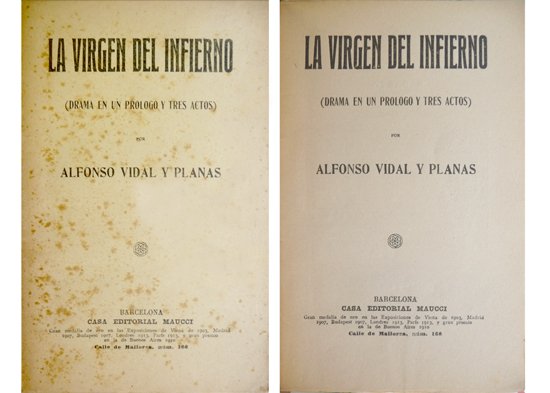 LA VIRGEN DEL INFIERNO
(DRAMA EN UN PROLOGO Y TRES ACTOS)
POR
ALFONSO VIDAL Y PLANAS
BARCELONA
CASA EDITORIAL MAUCCI
Gran medalla de oro en las Exposiciones de Viena de 1903, Madrid
1907, Budapest 1907, Londres 1913, París 1913, y gran premio
en la de Buenos Aires 1910
Calle de Mallorca, núm. 166
LA VIRGEN DEL INFIERNO
(DRAMA EN UN PROLOGO Y TRES ACTOS)
POR
ALFONSO VIDAL Y PLANAS
BARCELONA
CASA EDITORIAL MAUCCI
Gran medalla de oro en las Exposiciones de Viena de 1903, Madrid
1907, Budapest 1907, Londres 1913, París 1913, y gran premio
en la de Buenos Aires 1910
Calle de Mallorca, núm. 166